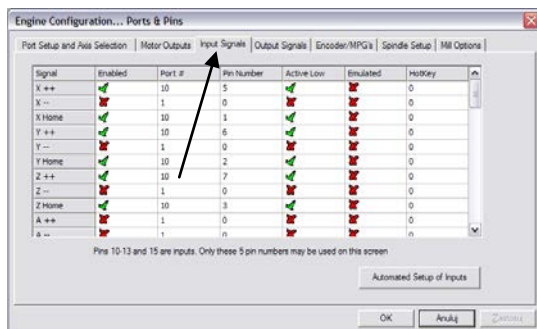 Engine Configuration... Ports & Pins
Port Setup and Axis Selection Motor Outputs Input Signals Output Signals Encoder/MPG's Spindle Setup Mill Options
Signal Enabled Port # Pin Number Active Low Emulated HotKey
X ++ 10 5 0
X -- 1 0 0
X Home 10 1 0
Y ++ 10 6 0
Y -- 1 0 0
Y Home 10 2 0
Z ++ 10 7 0
Z -- 1 0 0
Z Home 10 3 0
A ++ 1 0 0
A -- 1 0 0
Pins 10-13 and 15 are inputs. Only these 5 pin numbers may be used on this screen
Automated Setup of Inputs
OK Anuluj Zastosuj